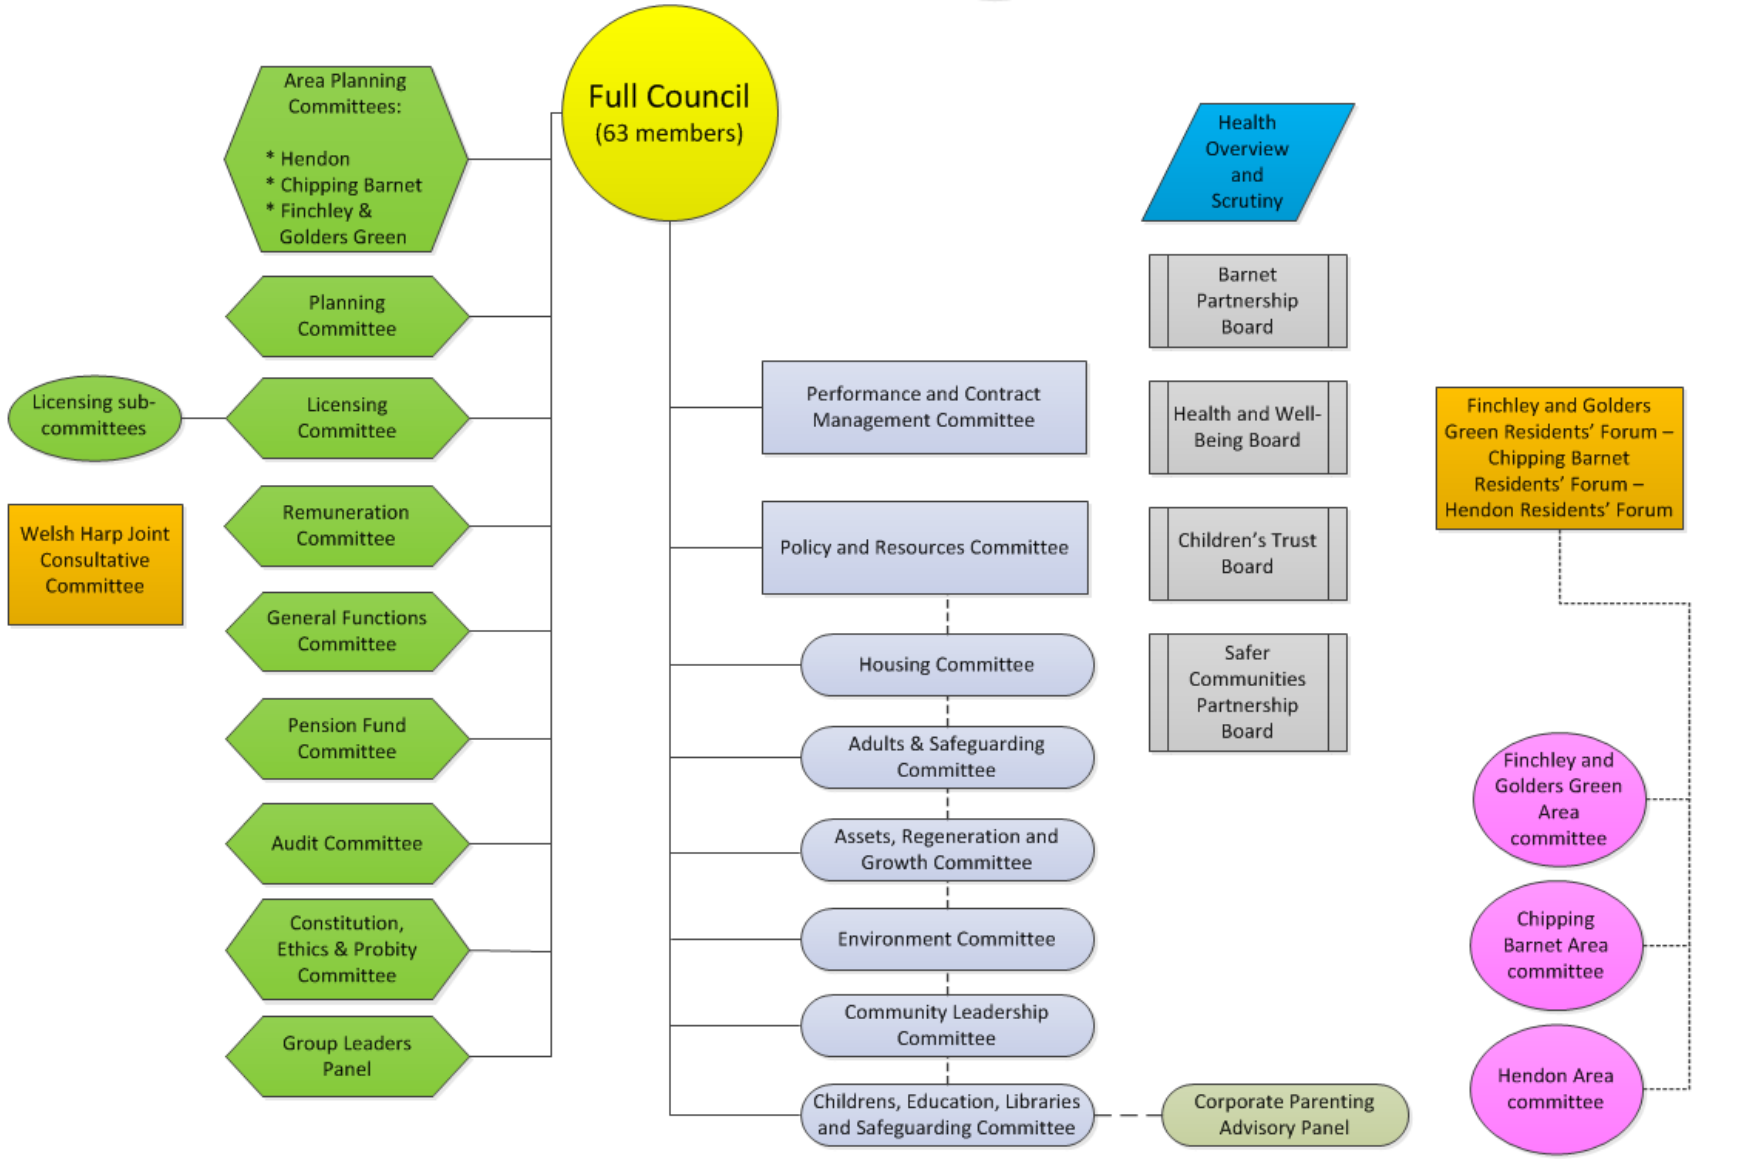 Full Council
(63 members)
Area Planning
Committees:
* Hendon
* Chipping Barnet
* Finchley &
Golders Green
Planning
Committee
Licensing sub-
committees
Licensing
Committee
Remuneration
Committee
Welsh Harp Joint
Consultative
Committee
General Functions
Committee
Pension Fund
Committee
Audit Committee
Constitution,
Ethics & Probity
Committee
Group Leaders
Panel
Performance and Contract
Management Committee
Policy and Resources Committee
Housing Committee
Adults & Safeguarding
Committee
Assets, Regeneration and
Growth Committee
Environment Committee
Community Leadership
Committee
Childrens, Education, Libraries
and Safeguarding Committee
Corporate Parenting
Advisory Panel
Health
Overview
and
Scrutiny
Barnet
Partnership
Board
Health and Well-
Being Board
Children’s Trust
Board
Safer
Communities
Partnership
Board
Finchley and Golders
Green Residents’ Forum –
Chipping Barnet
Residents’ Forum –
Hendon Residents’ Forum
Finchley and
Golders Green
Area
committee
Chipping
Barnet Area
committee
Hendon Area
committee